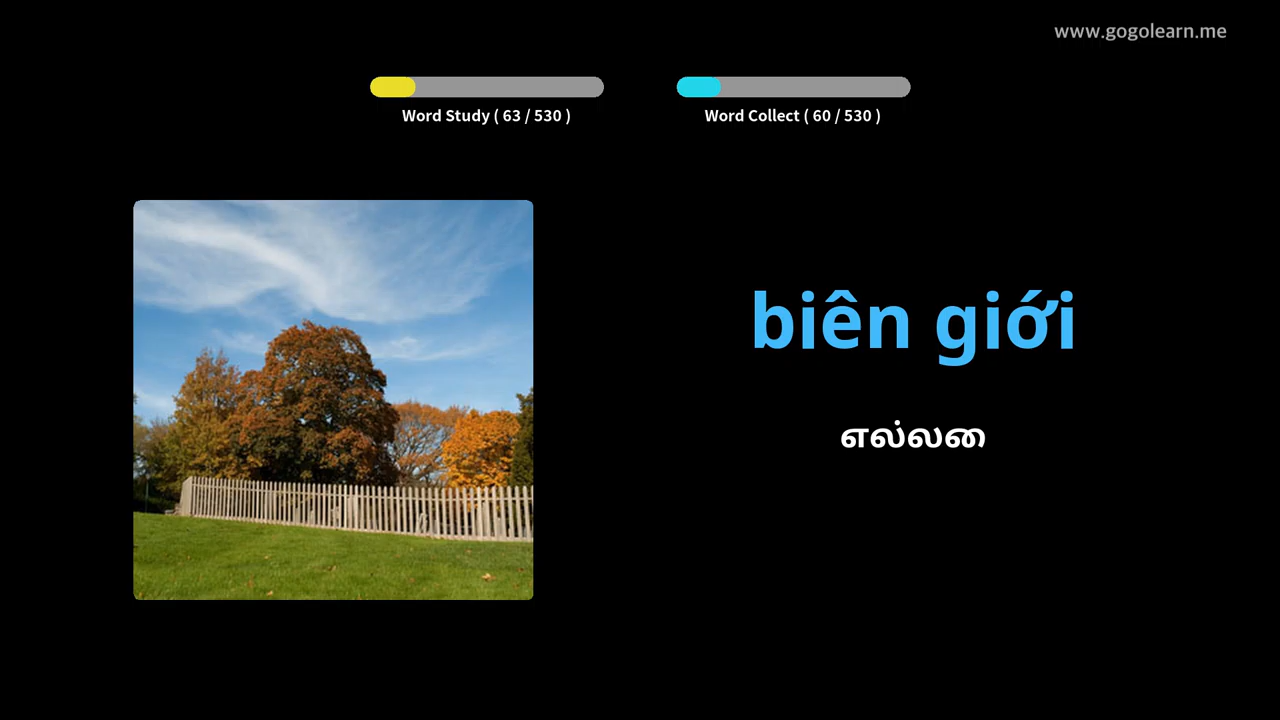 www.gogolearn.me
Word Study ( 63 / 530 )
Word Collect ( 60 / 530 )
biên giới
எல்லை